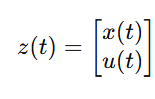 z(t) = [x(t)
u(t)]